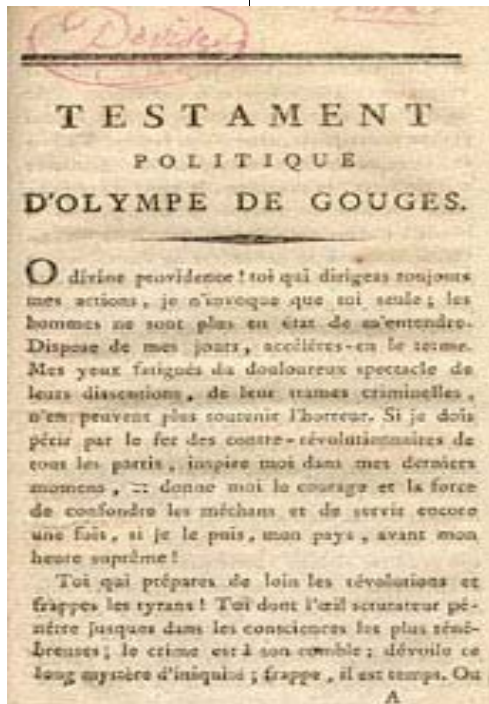 TESTAMENT
POLITIQUE
D'OLYMPE DE GOUGES.
O divine providence ! toi qui dirigeas toujours
mes actions , je n'invoque que toi seule ; les
hommes ne sont plus en état de m'entendre.
Dispose de mes jours , accélères-en le terme.
Mes yeux fatigués du douloureux spectacle de
leurs dissentions , de leur trames criminelles ,
n'en peuvent plus soutenir l'horreur. Si je dois
périr par le fer des contre-révolutionnaires de
tous les partis , inspire moi dans mes derniers
momens , et donne moi le courage et la force
de confondre les méchans et de servir encore
une fois , si je le puis , mon pays , avant mon
heure suprême !
Toi qui prépares de loin les révolutions et
frappes les tyrans ! Toi dont l'œil scrutateur pé-
nètre jusques dans les consciences les plus téné-
breuses ; le crime est à son comble ; dévoile ce
long mystère d'iniquité ; frappe , il est temps. Ou
A